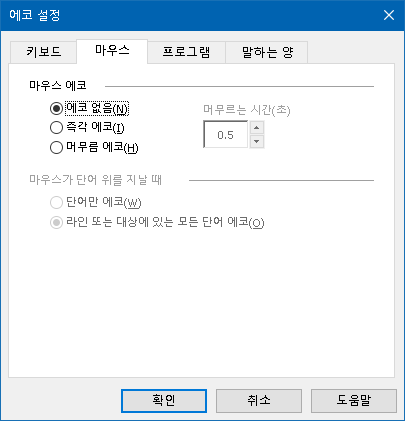 에코 설정
키보드 마우스 프로그램 말하는 양
마우스 에코
에코 없음(N) 머무르는 시간(초)
즉각 에코(I) 0.5
머무름 에코(H)
마우스가 단어 위를 지날 때
단어만 에코(W)
라인 또는 대상에 있는 모든 단어 에코(O)
확인 취소 도움말